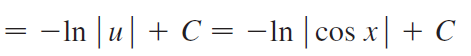 = −ln |u| + C = −ln |cos x| + C